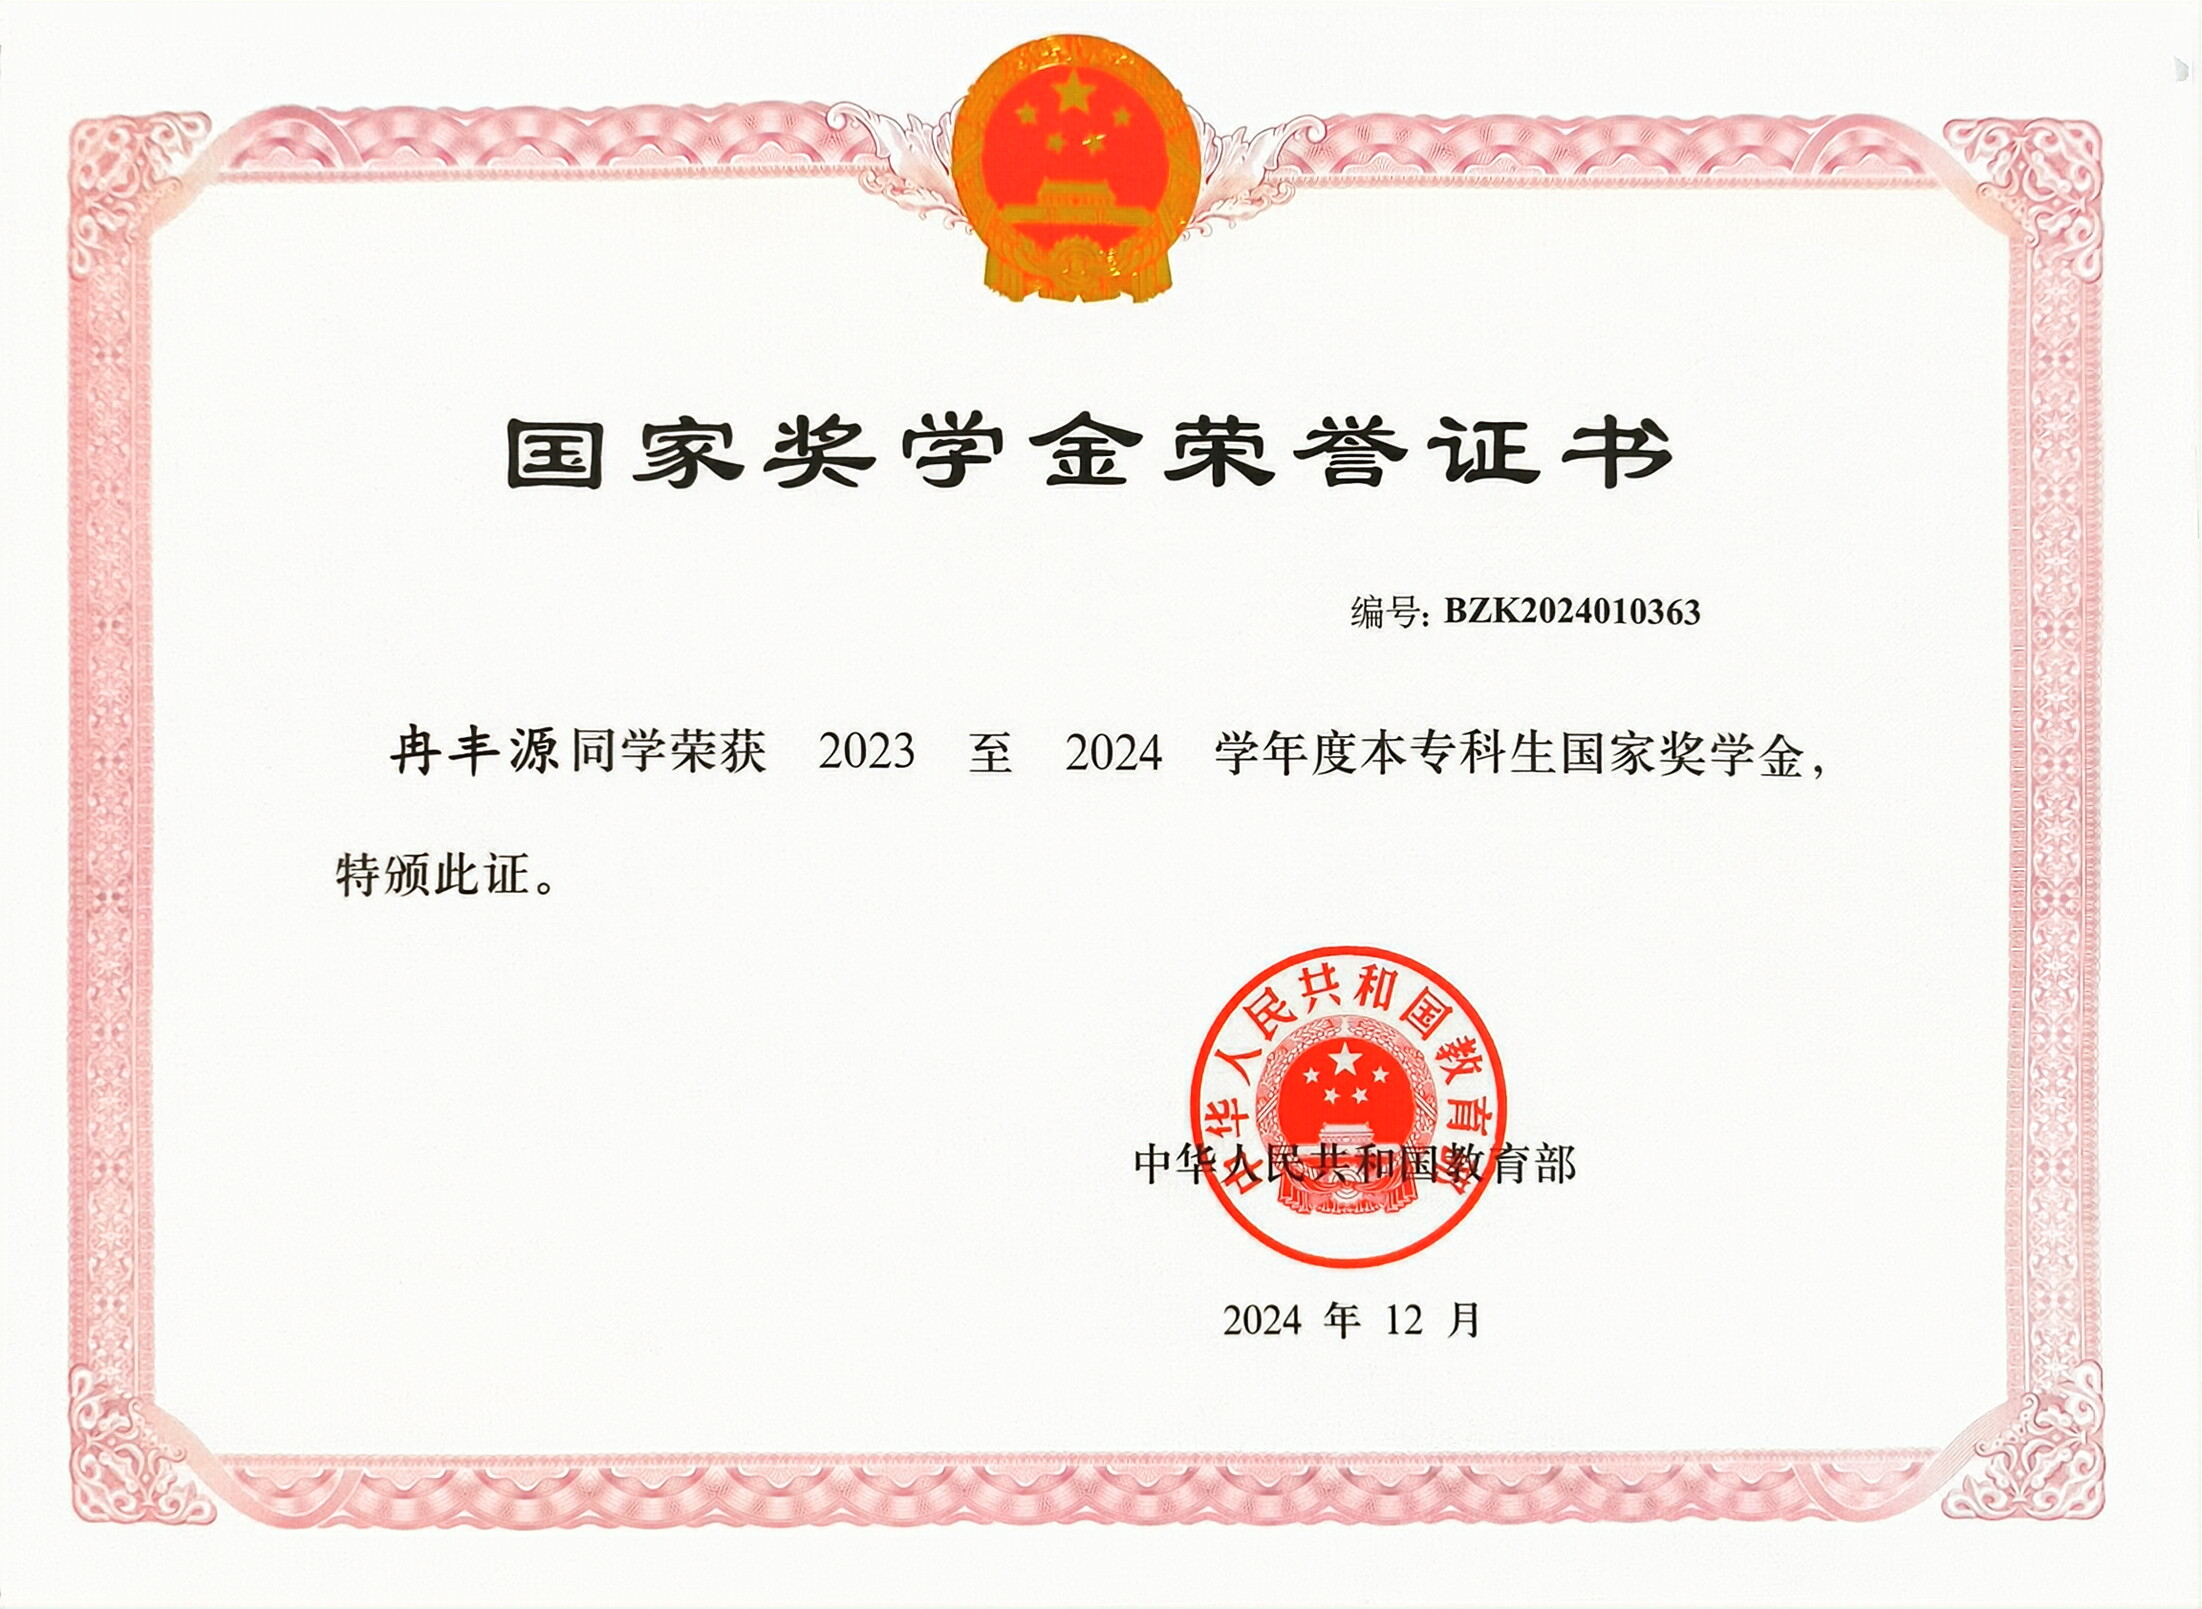 国家奖学金荣誉证书
编号: BZK2024010363
冉丰源同学荣获 2023 至 2024 学年度本专科生国家奖学金,
特颁此证。
中华人民共和国教育部
中华人民共和国教育部
2024 年 12 月